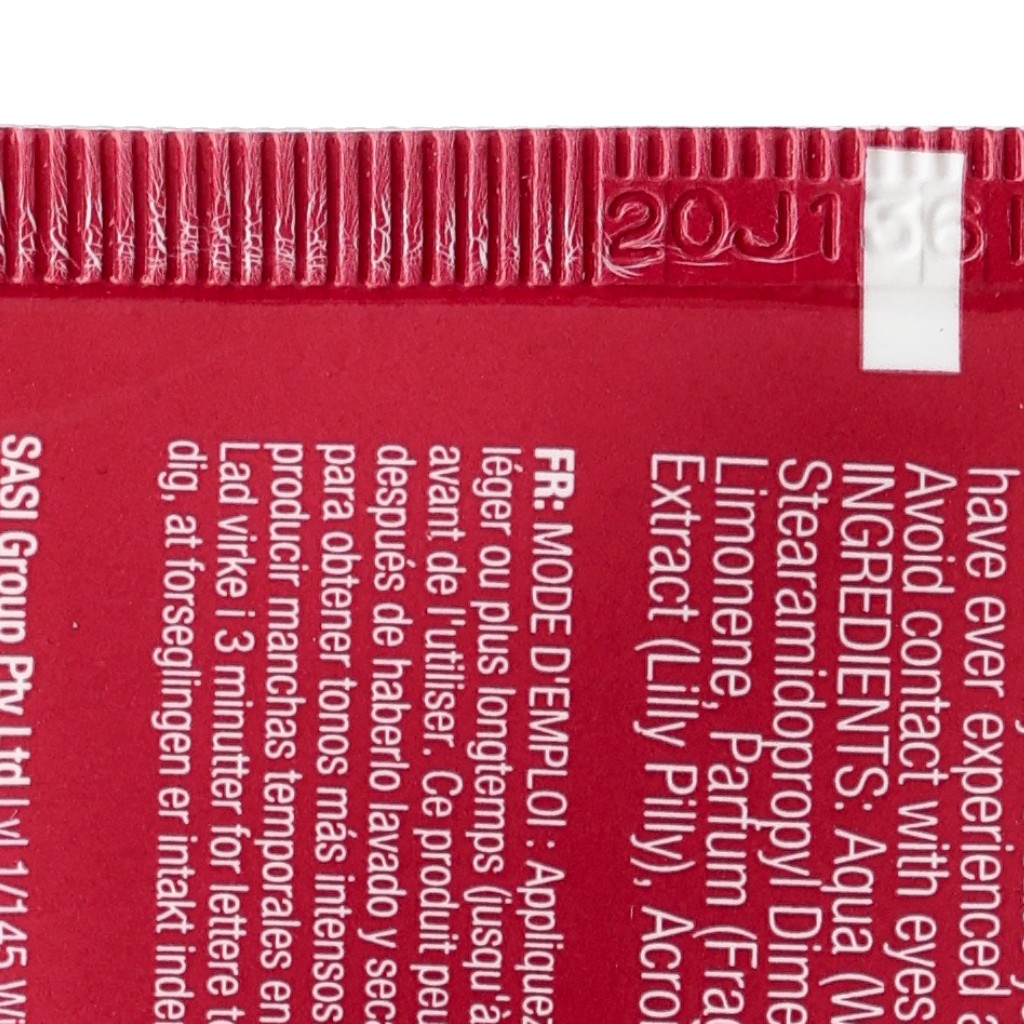 20J136
have ever experienced
Avoid contact with eyes
INGREDIENTS: Aqua (W
Stearamidopropyl Dime
Limonene, Parfum (Frag
Extract (Lilly Pilly), Acro
FR: MODE D'EMPLOI : Appliquez
léger ou plus longtemps (jusqu'à
avant de l'utiliser. Ce produit peu
después de haberlo lavado y sec
para obtener tonos más intensos
producir manchas temporales en
Lad virke i 3 minutter for lettere t
dig, at forseglingen er intakt inde
SASI Group Pty Ltd